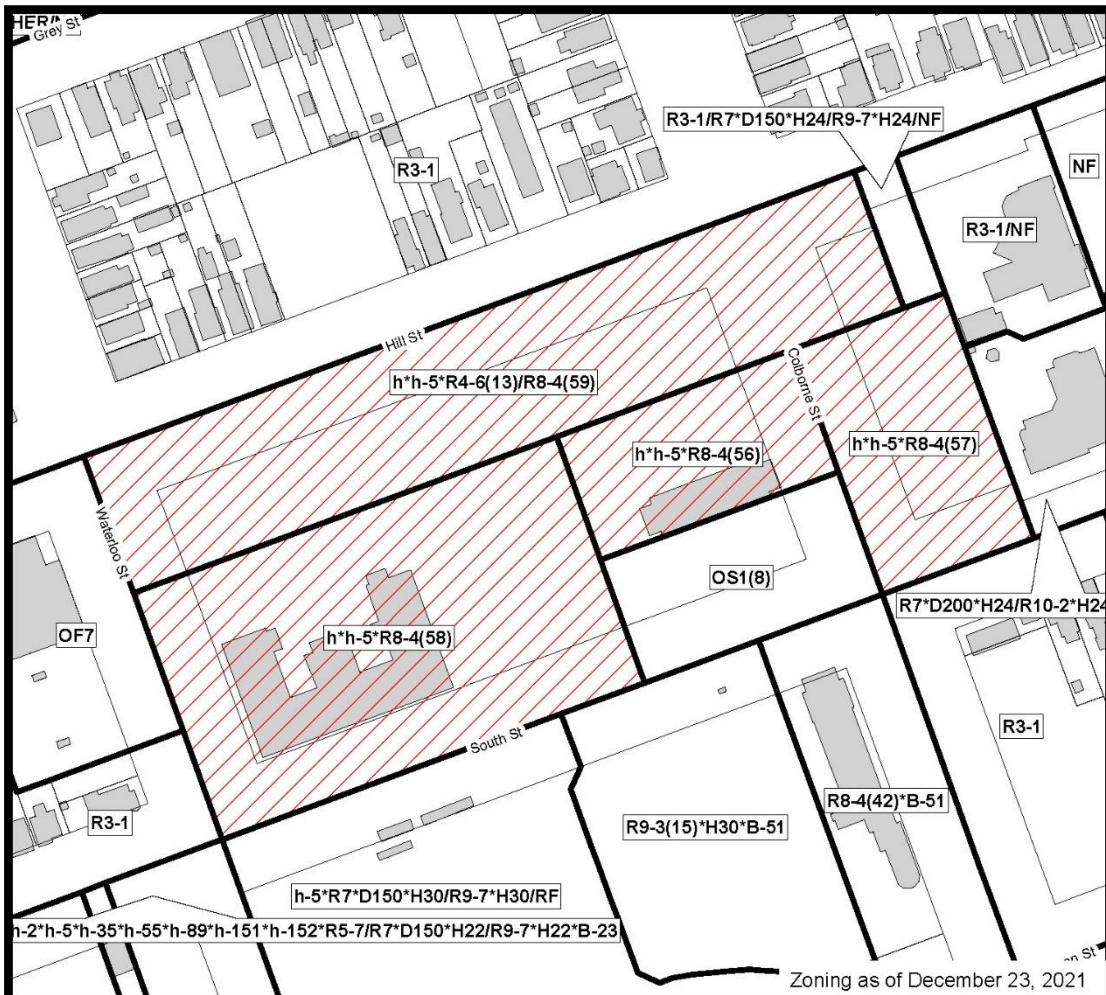 HER/N
Grey St
R3-1/R7*D150*H24/R9-7*H24/NF
R3-1
NF
R3-1/NF
Hill St
h*h-5*R4-6(13)/R8-4(59)
Colborne St
h*h-5*R8-4(56)
h*h-5*R8-4(57)
Waterloo St
OS1(8)
R7*D200*H24/R10-2*H24
OF7
h*h-5*R8-4(58)
R3-1
South St
R8-4(42)*B-51
R3-1
R9-3(15)*H30*B-51
h-5*R7*D150*H30/R9-7*H30/RF
h-2*h-5*h-35*h-55*h-89*h-151*h-152*R5-7/R7*D150*H22/R9-7*H22*B-23
on St
Zoning as of December 23, 2021